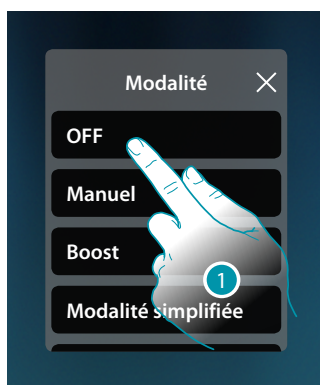 Modalité
OFF
Manuel
Boost
1
Modalité simplifiée